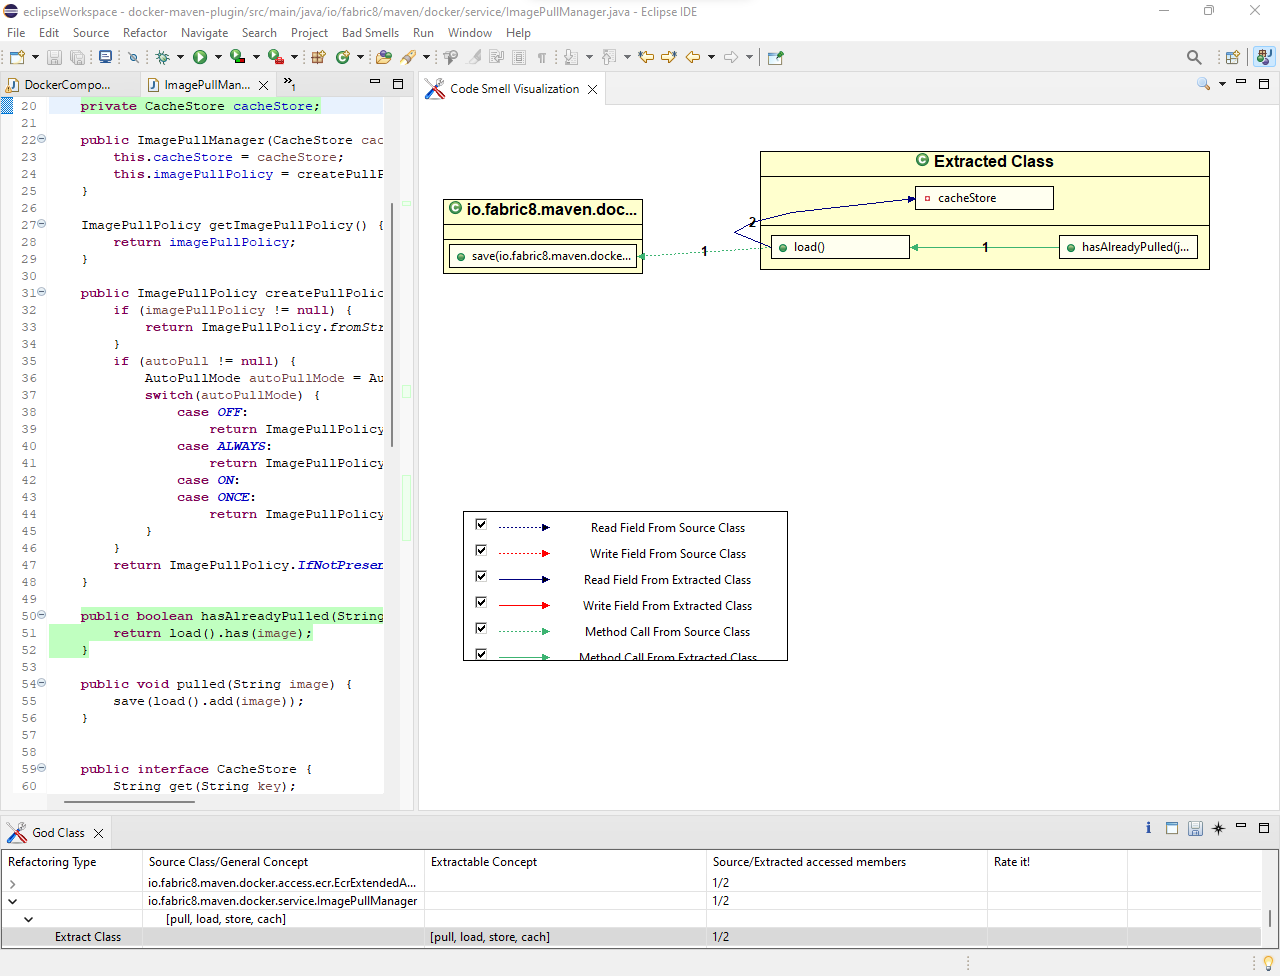 eclipseWorkspace - docker-maven-plugin/src/main/java/io/fabric8/maven/docker/service/ImagePullManager.java - Eclipse IDE
File Edit Source Refactor Navigate Search Project Bad Smells Run Window Help
DockerCompo... ImagePullMan... »1
20 private CacheStore cacheStore;
21
22 public ImagePullManager(CacheStore cac
23 this.cacheStore = cacheStore;
24 this.imagePullPolicy = createPullP
25 }
26
27 ImagePullPolicy getImagePullPolicy() {
28 return imagePullPolicy;
29 }
30
31 public ImagePullPolicy createPullPolic
32 if (imagePullPolicy != null) {
33 return ImagePullPolicy.fromStr
34 }
35 if (autoPull != null) {
36 AutoPullMode autoPullMode = Au
37 switch(autoPullMode) {
38 case OFF:
39 return ImagePullPolicy
40 case ALWAYS:
41 return ImagePullPolicy
42 case ON:
43 case ONCE:
44 return ImagePullPolicy
45 }
46 }
47 return ImagePullPolicy.IfNotPresen
48 }
49
50 public boolean hasAlreadyPulled(String
51 return load().has(image);
52 }
53
54 public void pulled(String image) {
55 save(load().add(image));
56 }
57
58
59 public interface CacheStore {
60 String get(String key);
Code Smell Visualization
Extracted Class
cacheStore
io.fabric8.maven.doc...
2
load()
1
hasAlreadyPulled(j...
save(io.fabric8.maven.docke...
1
Read Field From Source Class
Write Field From Source Class
Read Field From Extracted Class
Write Field From Extracted Class
Method Call From Source Class
Method Call From Extracted Class
God Class
Refactoring Type Source Class/General Concept Extractable Concept Source/Extracted accessed members Rate it!
io.fabric8.maven.docker.access.ecr.EcrExtendedA... 1/2
io.fabric8.maven.docker.service.ImagePullManager 1/2
[pull, load, store, cach]
Extract Class [pull, load, store, cach] 1/2